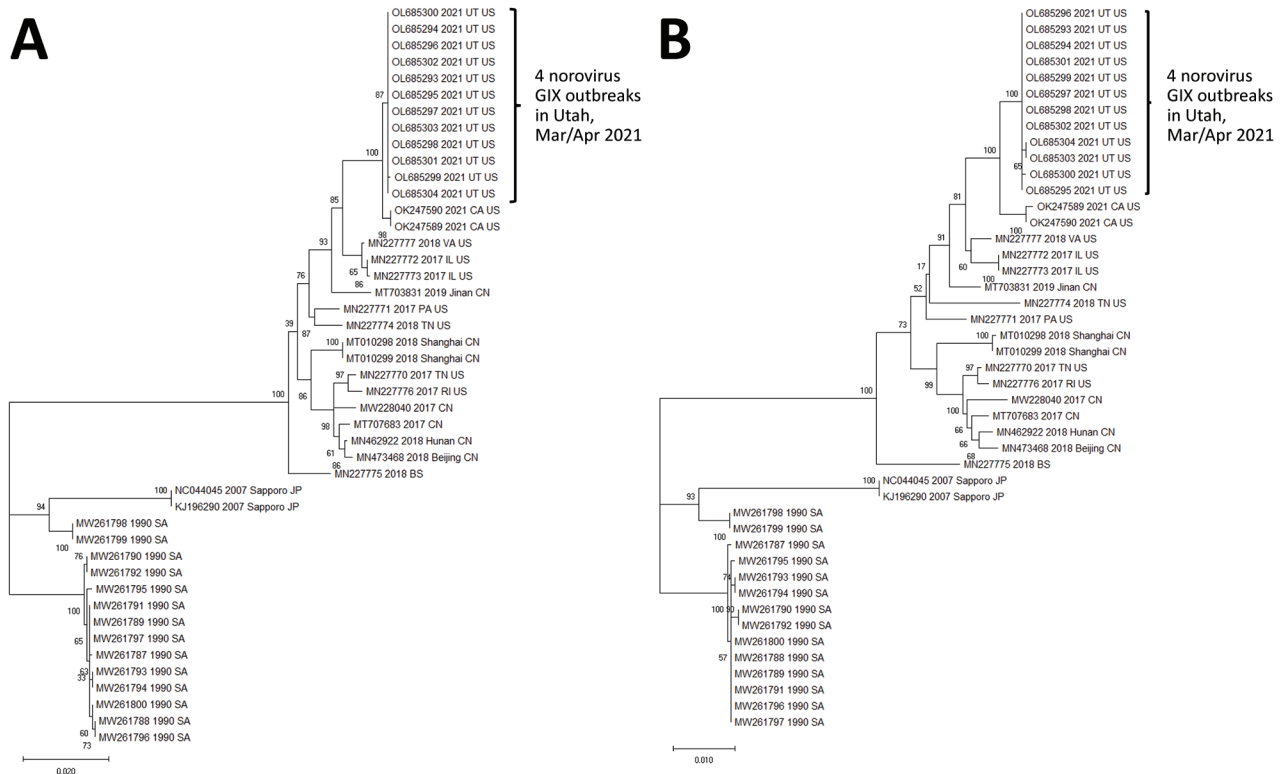 A
OL685300 2021 UT US
OL685294 2021 UT US
OL685296 2021 UT US
OL685302 2021 UT US
OL685293 2021 UT US
OL685295 2021 UT US
OL685297 2021 UT US
OL685303 2021 UT US
OL685298 2021 UT US
OL685301 2021 UT US
OL685299 2021 UT US
OL685304 2021 UT US
OK247590 2021 CA US
OK247589 2021 CA US
MN227777 2018 VA US
MN227772 2017 IL US
MN227773 2017 IL US
MT703831 2019 Jinan CN
MN227771 2017 PA US
MN227774 2018 TN US
MT010298 2018 Shanghai CN
MT010299 2018 Shanghai CN
MN227770 2017 TN US
MN227776 2017 RI US
MW228040 2017 CN
MT707683 2017 CN
MN462922 2018 Hunan CN
MN473468 2018 Beijing CN
MN227775 2018 BS
NC044045 2007 Sapporo JP
KJ196290 2007 Sapporo JP
MW261798 1990 SA
MW261799 1990 SA
MW261790 1990 SA
MW261792 1990 SA
MW261795 1990 SA
MW261791 1990 SA
MW261789 1990 SA
MW261797 1990 SA
MW261787 1990 SA
MW261793 1990 SA
MW261794 1990 SA
MW261800 1990 SA
MW261788 1990 SA
MW261796 1990 SA
87
100
98
85
93
65
86
76
39
87
100
86
97
98
61
86
100
100
94
100
76
100
65
63
33
60
73
0.020
4 norovirus
GIX outbreaks
in Utah,
Mar/Apr 2021
B
OL685296 2021 UT US
OL685293 2021 UT US
OL685294 2021 UT US
OL685301 2021 UT US
OL685299 2021 UT US
OL685297 2021 UT US
OL685298 2021 UT US
OL685302 2021 UT US
OL685304 2021 UT US
OL685303 2021 UT US
OL685300 2021 UT US
OL685295 2021 UT US
OK247589 2021 CA US
OK247590 2021 CA US
MN227777 2018 VA US
MN227772 2017 IL US
MN227773 2017 IL US
MT703831 2019 Jinan CN
MN227774 2018 TN US
MN227771 2017 PA US
MT010298 2018 Shanghai CN
MT010299 2018 Shanghai CN
MN227770 2017 TN US
MN227776 2017 RI US
MW228040 2017 CN
MT707683 2017 CN
MN462922 2018 Hunan CN
MN473468 2018 Beijing CN
MN227775 2018 BS
NC044045 2007 Sapporo JP
KJ196290 2007 Sapporo JP
MW261798 1990 SA
MW261799 1990 SA
MW261787 1990 SA
MW261795 1990 SA
MW261793 1990 SA
MW261794 1990 SA
MW261790 1990 SA
MW261792 1990 SA
MW261800 1990 SA
MW261788 1990 SA
MW261789 1990 SA
MW261791 1990 SA
MW261796 1990 SA
MW261797 1990 SA
100
65
100
100
81
60
100
91
17
52
73
100
99
97
100
66
66
68
100
100
93
100
74
100
90
57
0.010
4 norovirus
GIX outbreaks
in Utah,
Mar/Apr 2021